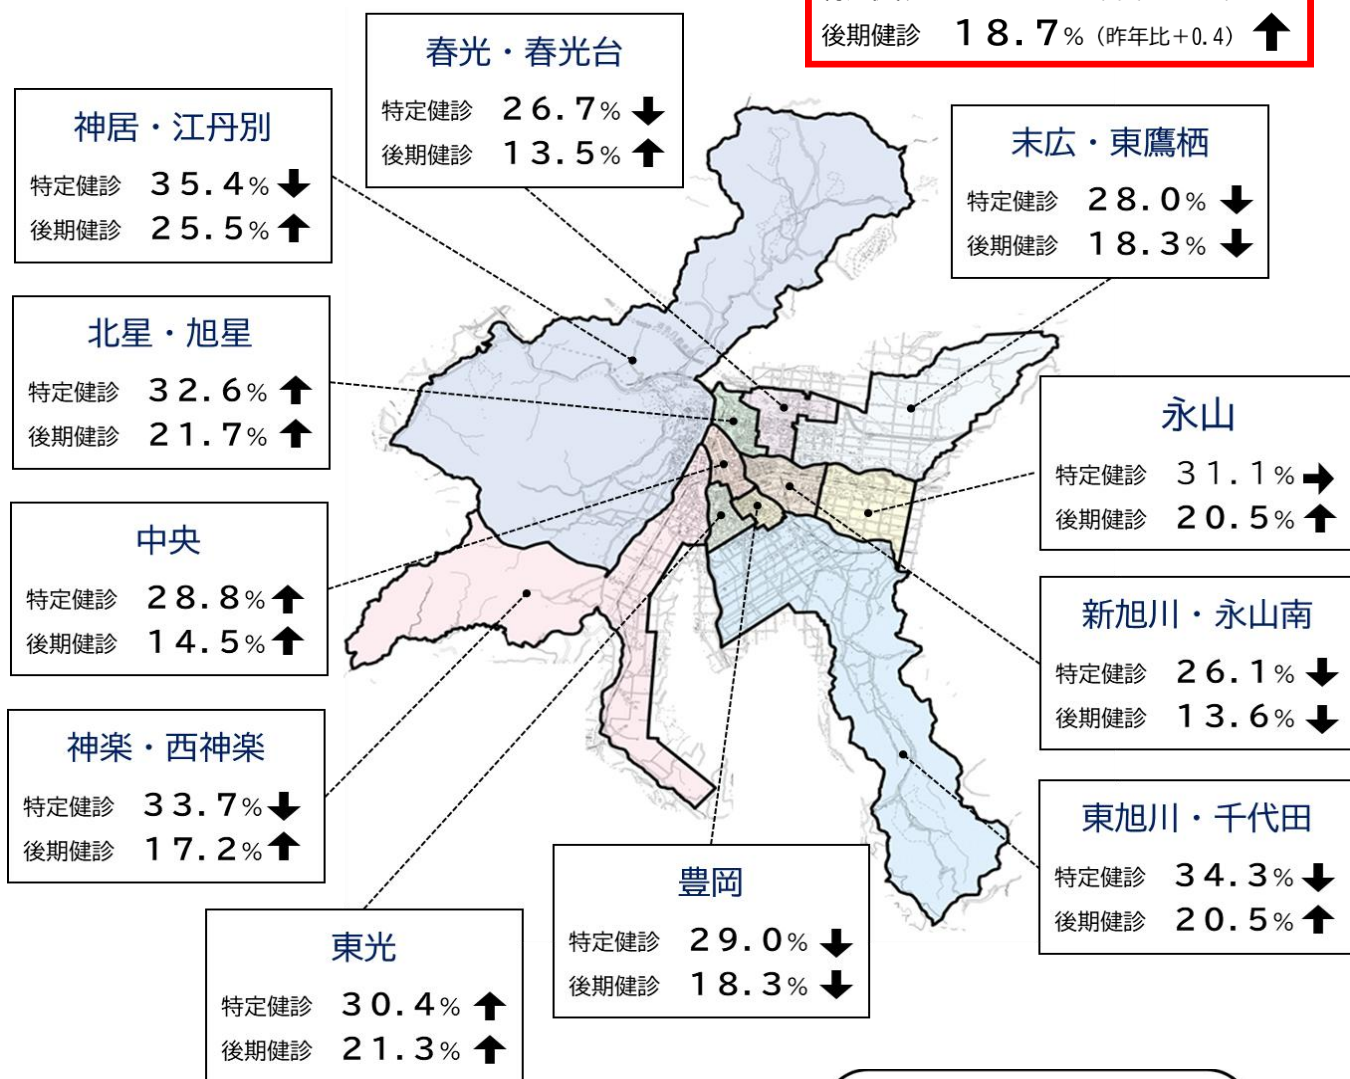 後期健診 18.7% (昨年比+0.4) ↑
春光・春光台
特定健診 26.7% ↓
後期健診 13.5% ↑
神居・江丹別
特定健診 35.4% ↓
後期健診 25.5% ↑
末広・東鷹栖
特定健診 28.0% ↓
後期健診 18.3% ↓
北星・旭星
特定健診 32.6% ↑
後期健診 21.7% ↑
永山
特定健診 31.1% →
後期健診 20.5% ↑
中央
特定健診 28.8% ↑
後期健診 14.5% ↑
新旭川・永山南
特定健診 26.1% ↓
後期健診 13.6% ↓
神楽・西神楽
特定健診 33.7% ↓
後期健診 17.2% ↑
東旭川・千代田
特定健診 34.3% ↓
後期健診 20.5% ↑
豊岡
特定健診 29.0% ↓
後期健診 18.3% ↓
東光
特定健診 30.4% ↑
後期健診 21.3% ↑